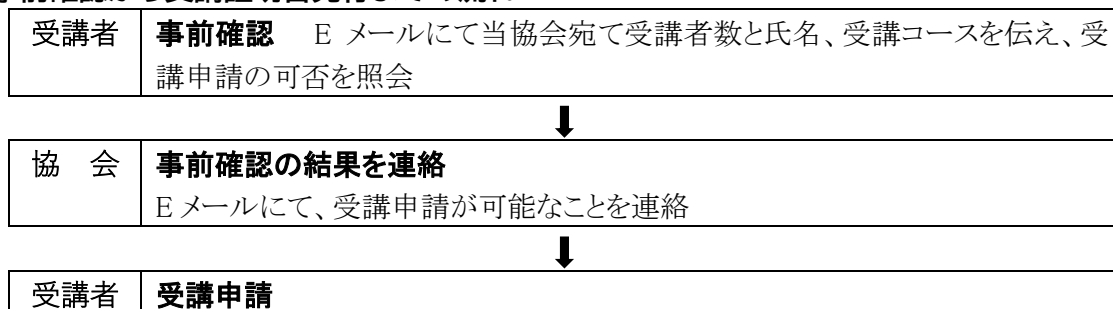 受講者 事前確認 E メールにて当協会宛て受講者数と氏名、受講コースを伝え、受
講申請の可否を照会
協 会 事前確認の結果を連絡
E メールにて、受講申請が可能なことを連絡
受講者 受講申請